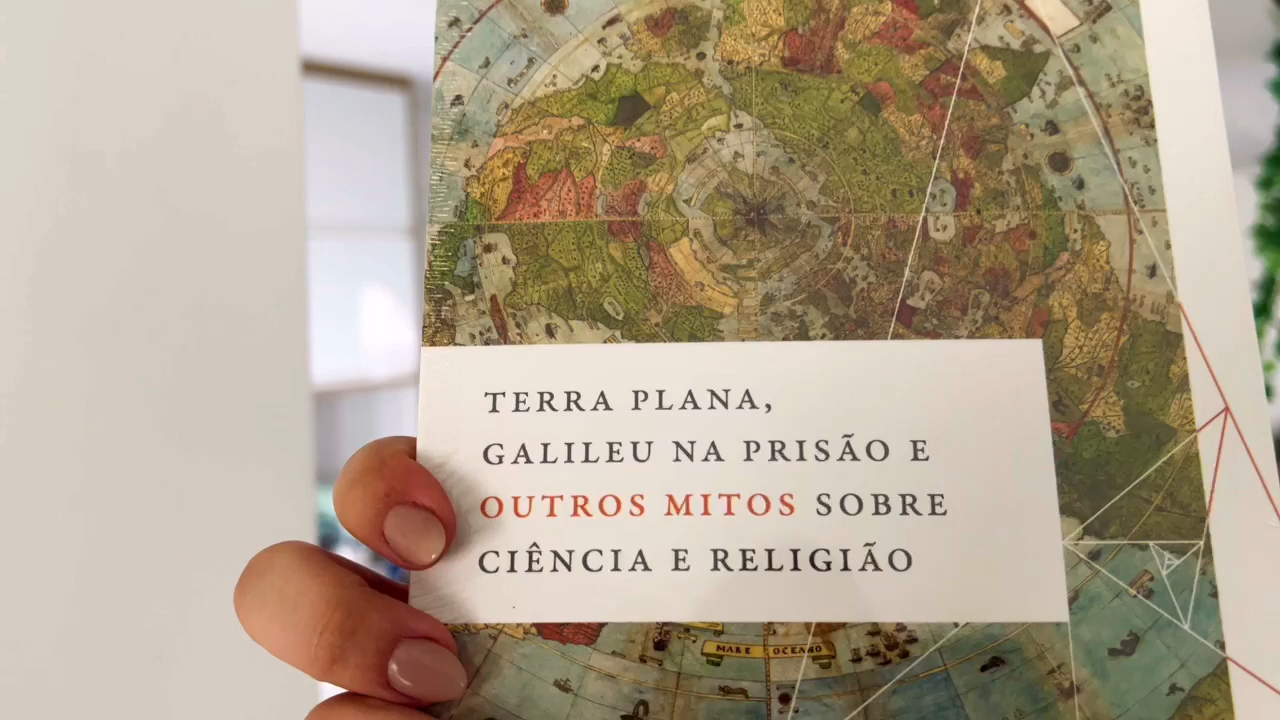 TERRA PLANA,
GALILEU NA PRISÃO E
OUTROS MITOS SOBRE
CIÊNCIA E RELIGIÃO
MARE OCEANO